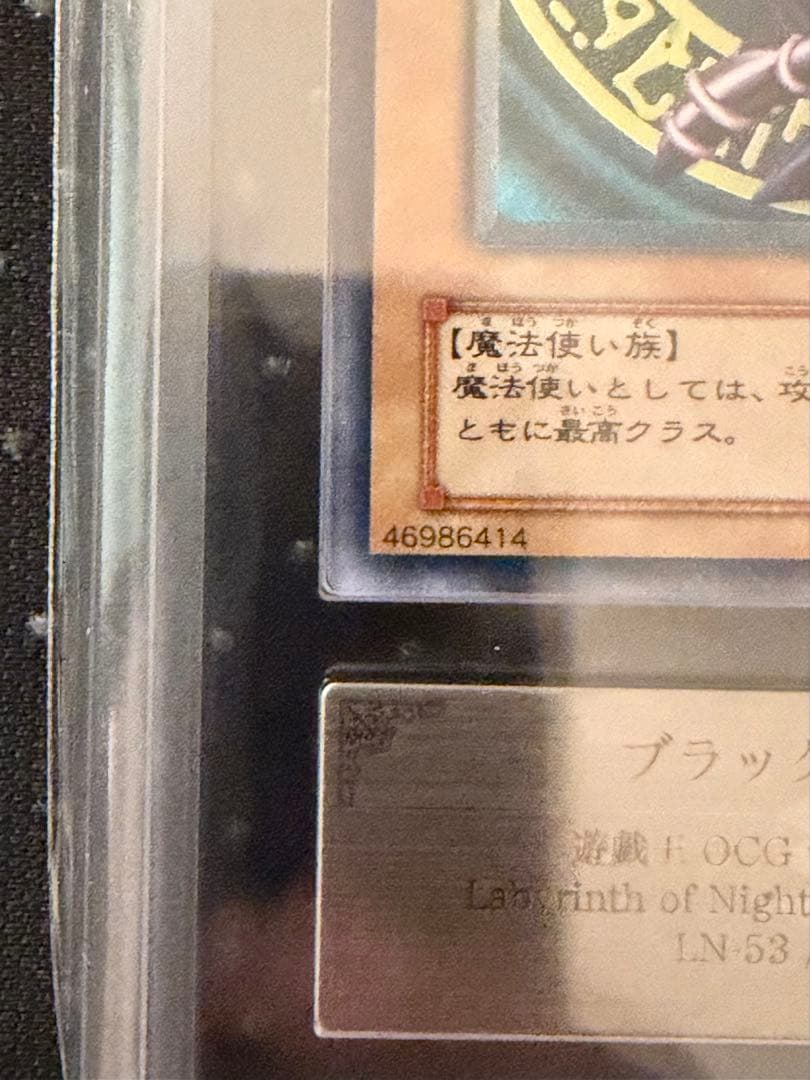 【魔法使い族】
魔法使いとしては、攻
ともに最高クラス。
46986414
ブラック
遊戯王 OCG
Labyrinth of Night
LN-53